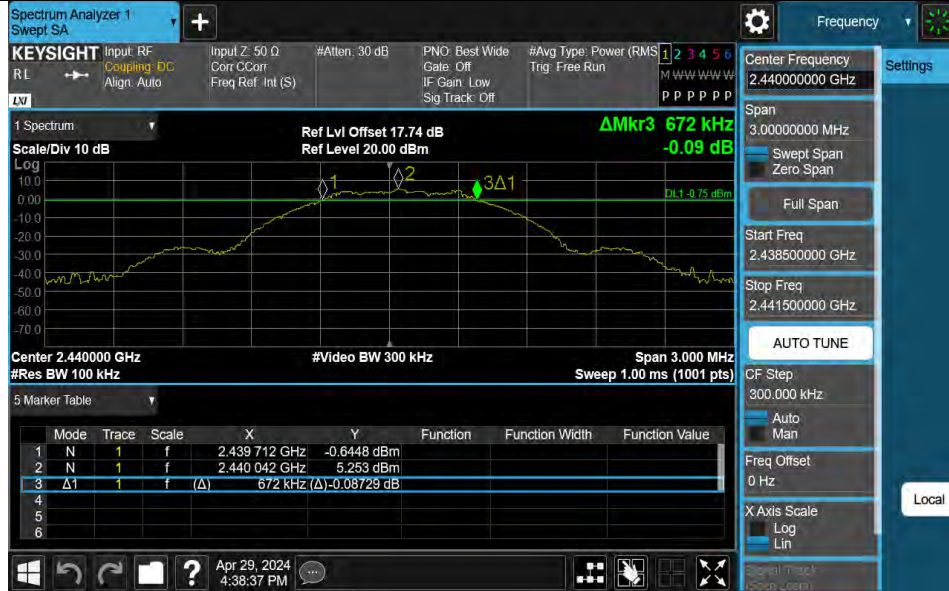 Spectrum Analyzer 1
Swept SA
+
Frequency
KEYSIGHT
RL
LXI
Input: RF
Coupling: DC
Align: Auto
Input Z: 50 Ω
Corr CCorr
Freq Ref: Int (S)
#Atten: 30 dB
PNO: Best Wide
Gate: Off
IF Gain: Low
Sig Track: Off
#Avg Type: Power (RMS
Trig: Free Run
1 2 3 4 5 6
M W W W W W
P P P P P P
1 Spectrum
Scale/Div 10 dB
Ref Lvl Offset 17.74 dB
Ref Level 20.00 dBm
ΔMkr3 672 kHz
-0.09 dB
Log
10.0
0.00
-10.0
-20.0
-30.0
-40.0
-50.0
-60.0
-70.0
1
2
3Δ1
DL1 -0.75 dBm
Center 2.440000 GHz
#Video BW 300 kHz
Span 3.000 MHz
#Res BW 100 kHz
Sweep 1.00 ms (1001 pts)
5 Marker Table
Mode Trace Scale X Y Function Function Width Function Value
1 N 1 f 2.439 712 GHz -0.6448 dBm
2 N 1 f 2.440 042 GHz 5.253 dBm
3 Δ1 1 f (Δ) 672 kHz (Δ)-0.08729 dB
4
5
6
Apr 29, 2024
4:38:37 PM
Center Frequency
2.440000000 GHz
Settings
Span
3.00000000 MHz
Swept Span
Zero Span
Full Span
Start Freq
2.438500000 GHz
Stop Freq
2.441500000 GHz
AUTO TUNE
CF Step
300.000 kHz
Auto
Man
Freq Offset
0 Hz
Local
X Axis Scale
Log
Lin
Signal Track
(Span Zoom)